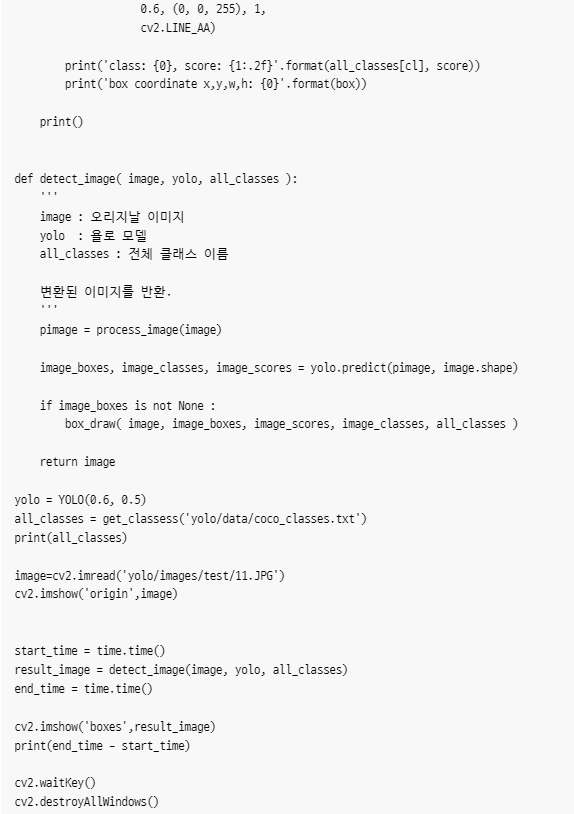 0.6, (0, 0, 255), 1,
cv2.LINE_AA)
print('class: {0}, score: {1:.2f}'.format(all_classes[cl], score))
print('box coordinate x,y,w,h: {0}'.format(box))
print()
def detect_image( image, yolo, all_classes ):
'''
image : 오리지날 이미지
yolo  : 욜로 모델
all_classes : 전체 클래스 이름
변환된 이미지를 반환.
'''
pimage = process_image(image)
image_boxes, image_classes, image_scores = yolo.predict(pimage, image.shape)
if image_boxes is not None :
box_draw( image, image_boxes, image_scores, image_classes, all_classes )
return image
yolo = YOLO(0.6, 0.5)
all_classes = get_classess('yolo/data/coco_classes.txt')
print(all_classes)
image=cv2.imread('yolo/images/test/11.JPG')
cv2.imshow('origin',image)
start_time = time.time()
result_image = detect_image(image, yolo, all_classes)
end_time = time.time()
cv2.imshow('boxes',result_image)
print(end_time - start_time)
cv2.waitKey()
cv2.destroyAllWindows()